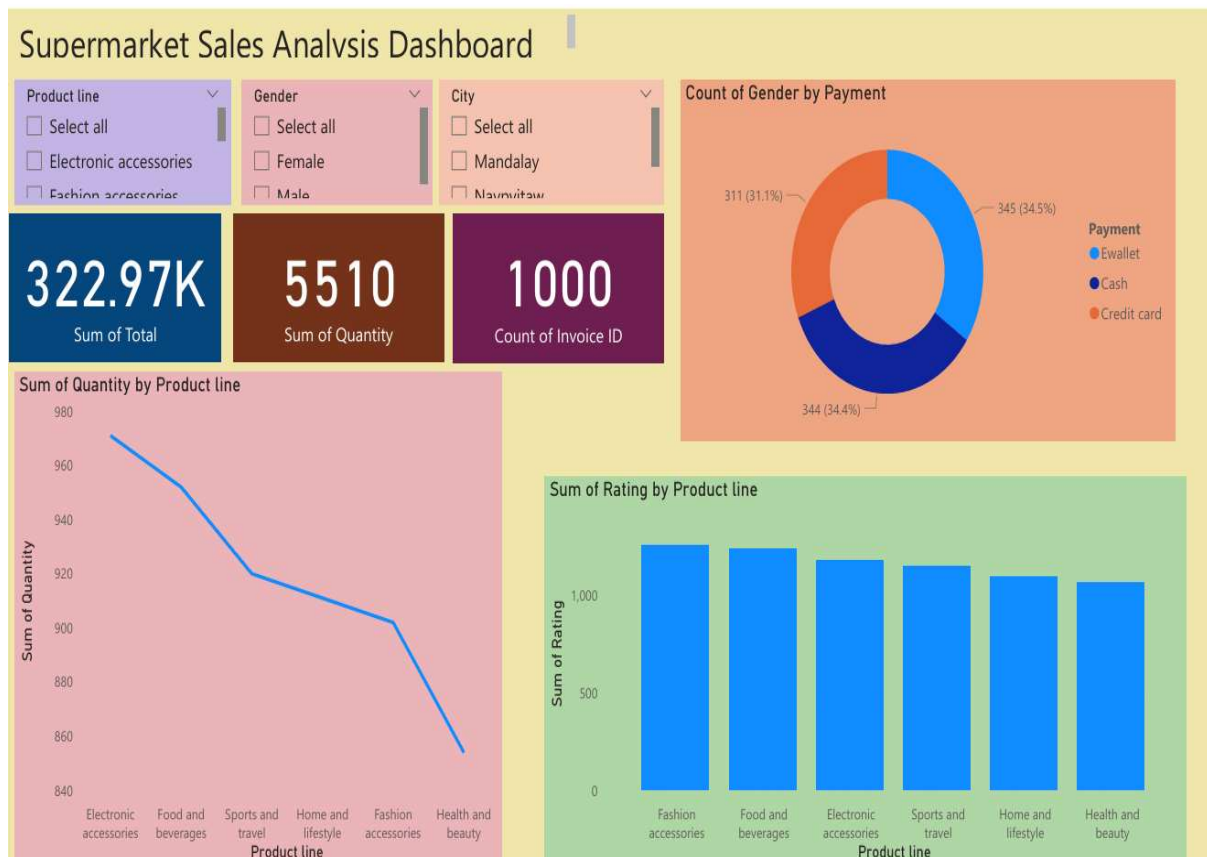 Supermarket Sales Analysis Dashboard
Product line
Select all
Electronic accessories
Fashion accessories
Gender
Select all
Female
Male
City
Select all
Mandalay
Naypyitaw
322.97K
Sum of Total
5510
Sum of Quantity
1000
Count of Invoice ID
Count of Gender by Payment
311 (31.1%)
345 (34.5%)
344 (34.4%)
Payment
Ewallet
Cash
Credit card
Sum of Quantity by Product line
Sum of Quantity
980
960
940
920
900
880
860
840
Electronic
accessories
Food and
beverages
Sports and
travel
Home and
lifestyle
Fashion
accessories
Health and
beauty
Product line
Sum of Rating by Product line
Sum of Rating
1,000
500
0
Fashion
accessories
Food and
beverages
Electronic
accessories
Sports and
travel
Home and
lifestyle
Health and
beauty
Product line